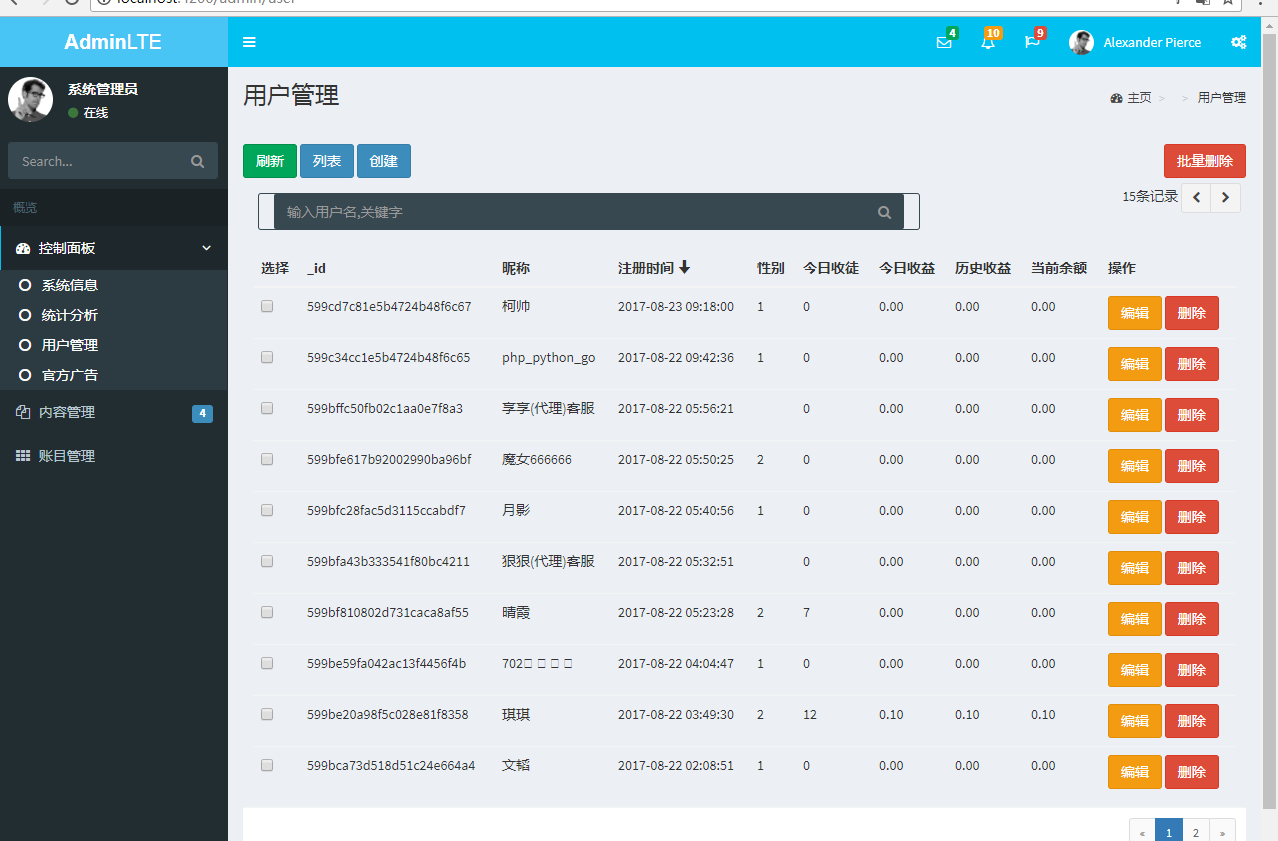 AdminLTE
4
10
9
Alexander Pierce
系统管理员
在线
Search...
概览
控制面板
系统信息
统计分析
用户管理
官方广告
内容管理 4
账目管理
用户管理
主页 > > 用户管理
刷新 列表 创建 批量删除
输入用户名,关键字
15条记录
选择 _id 昵称 注册时间 性别 今日收徒 今日收益 历史收益 当前余额 操作
599cd7c81e5b4724b48f6c67 柯帅 2017-08-23 09:18:00 1 0 0.00 0.00 0.00 编辑 删除
599c34cc1e5b4724b48f6c65 php_python_go 2017-08-22 09:42:36 1 0 0.00 0.00 0.00 编辑 删除
599bffc50fb02c1aa0e7f8a3 享享(代理)客服 2017-08-22 05:56:21 0 0.00 0.00 0.00 编辑 删除
599bfe617b92002990ba96bf 魔女666666 2017-08-22 05:50:25 2 0 0.00 0.00 0.00 编辑 删除
599bfc28fac5d3115ccabdf7 月影 2017-08-22 05:40:56 1 0 0.00 0.00 0.00 编辑 删除
599bfa43b333541f80bc4211 狠狠(代理)客服 2017-08-22 05:32:51 0 0.00 0.00 0.00 编辑 删除
599bf810802d731caca8af55 晴霞 2017-08-22 05:23:28 2 7 0.00 0.00 0.00 编辑 删除
599be59fa042ac13f4456f4b 702 2017-08-22 04:04:47 1 0 0.00 0.00 0.00 编辑 删除
599be20a98f5c028e81f8358 琪琪 2017-08-22 03:49:30 2 12 0.10 0.10 0.10 编辑 删除
599bca73d518d51c24e664a4 文韬 2017-08-22 02:08:51 1 0 0.00 0.00 0.00 编辑 删除
« 1 2 »